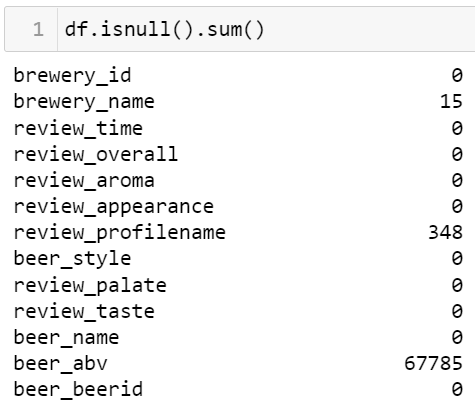 1 df.isnull().sum()
brewery_id 0
brewery_name 15
review_time 0
review_overall 0
review_aroma 0
review_appearance 0
review_profilename 348
beer_style 0
review_palate 0
review_taste 0
beer_name 0
beer_abv 67785
beer_beerid 0